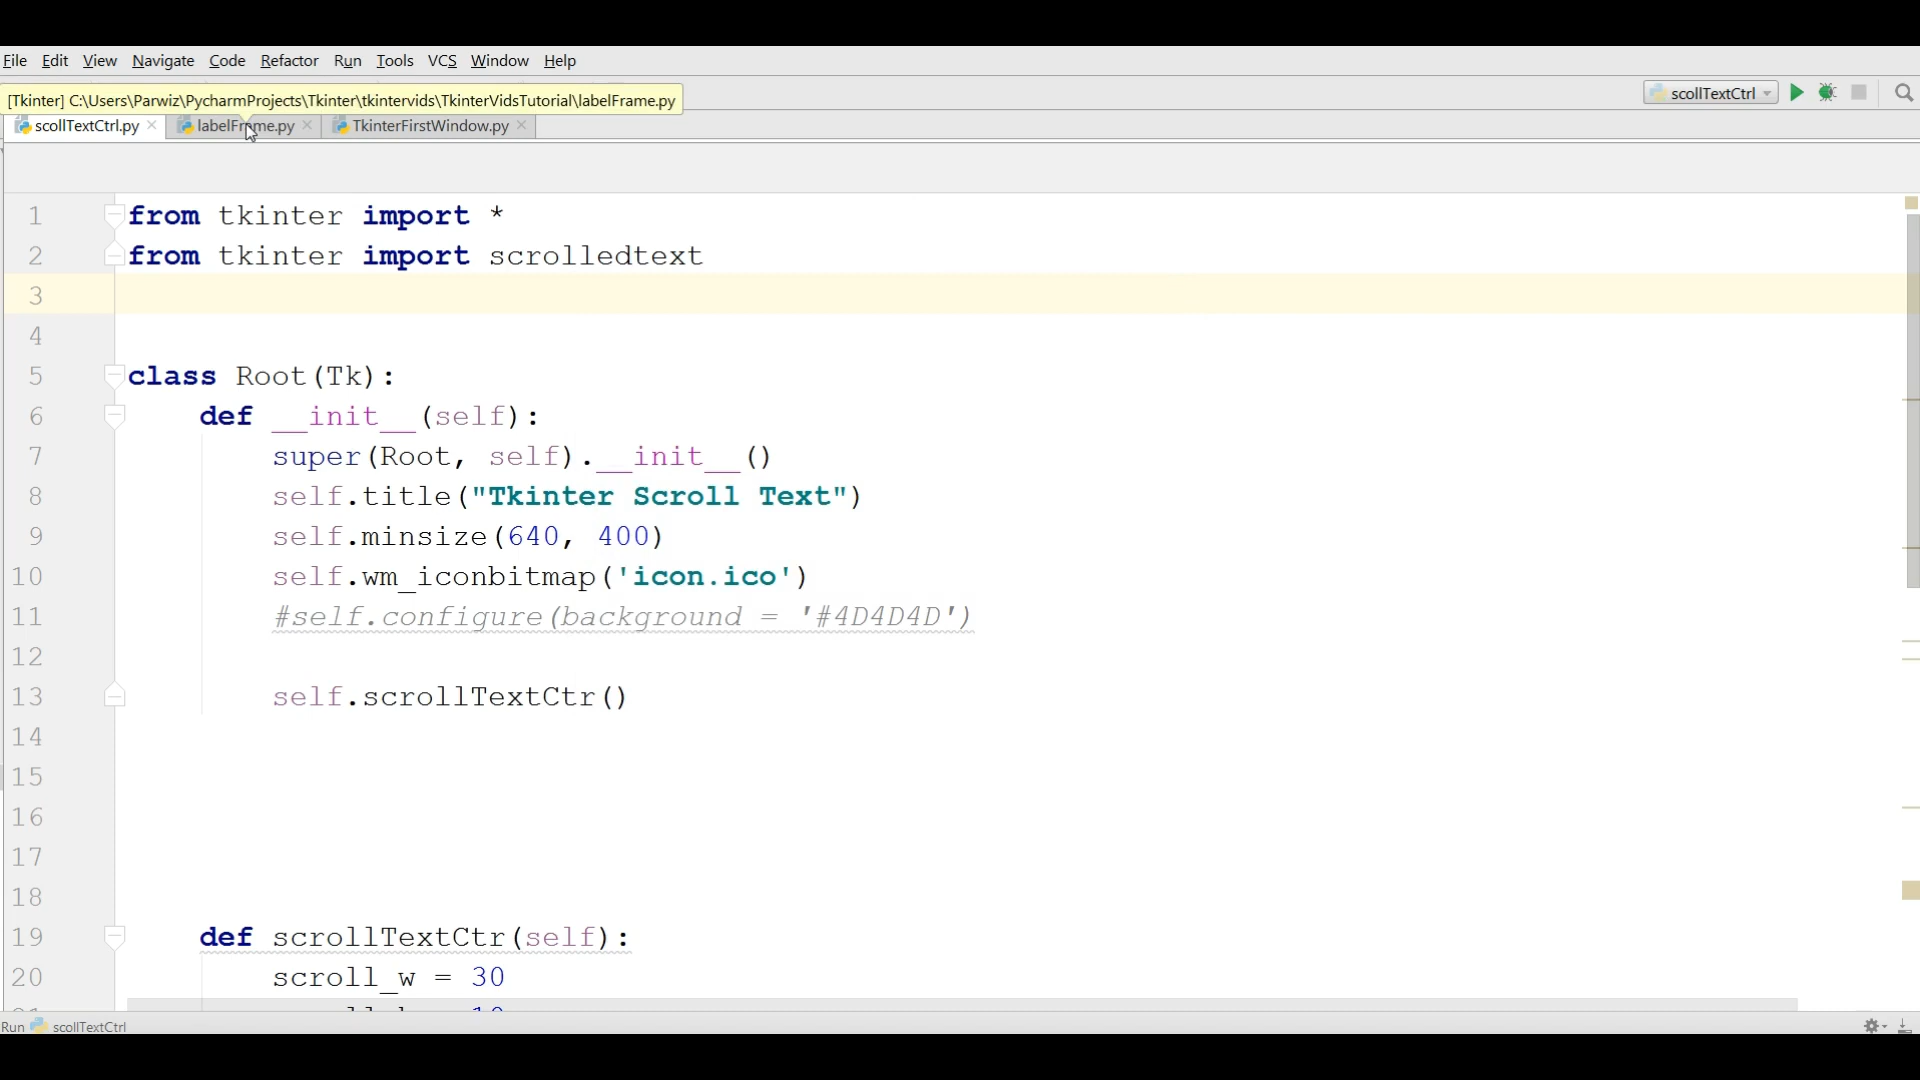 File Edit View Navigate Code Refactor Run Tools VCS Window Help
[Tkinter] C:\Users\Parwiz\PycharmProjects\Tkinter\tkintervids\TkinterVidsTutorial\labelFrame.py
scollTextCtrl
scollTextCtrl.py labelFrame.py TkinterFirstWindow.py
1 from tkinter import *
2 from tkinter import scrolledtext
3
4
5 class Root(Tk):
6 def __init__(self):
7 super(Root, self).__init__()
8 self.title("Tkinter Scroll Text")
9 self.minsize(640, 400)
10 self.wm_iconbitmap('icon.ico')
11 #self.configure(background = '#4D4D4D')
12
13 self.scrollTextCtr()
14
15
16
17
18
19 def scrollTextCtr(self):
20 scroll_w = 30
Run scollTextCtrl